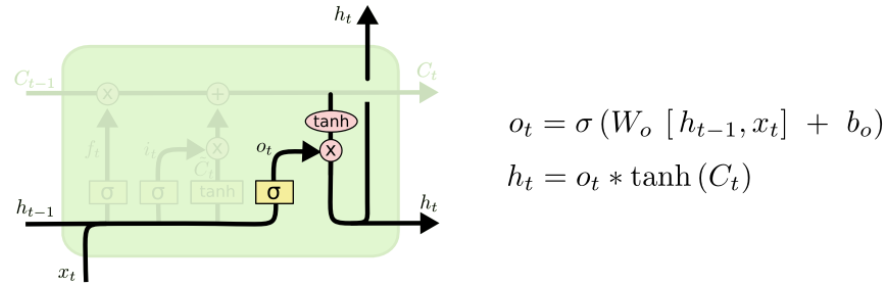 h_t
C_{t-1}
C_t
x
+
tanh
f_t
i_t
C̃_t
x
o_t
x
σ
σ
tanh
σ
h_{t-1}
h_t
x_t
o_t = σ (W_o [ h_{t-1}, x_t ] + b_o)
h_t = o_t * tanh (C_t)